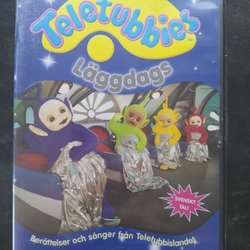 Teletubbies
Läggdags
SVENSKT
TAL!
Berättelser och sånger från Teletubbieslandet